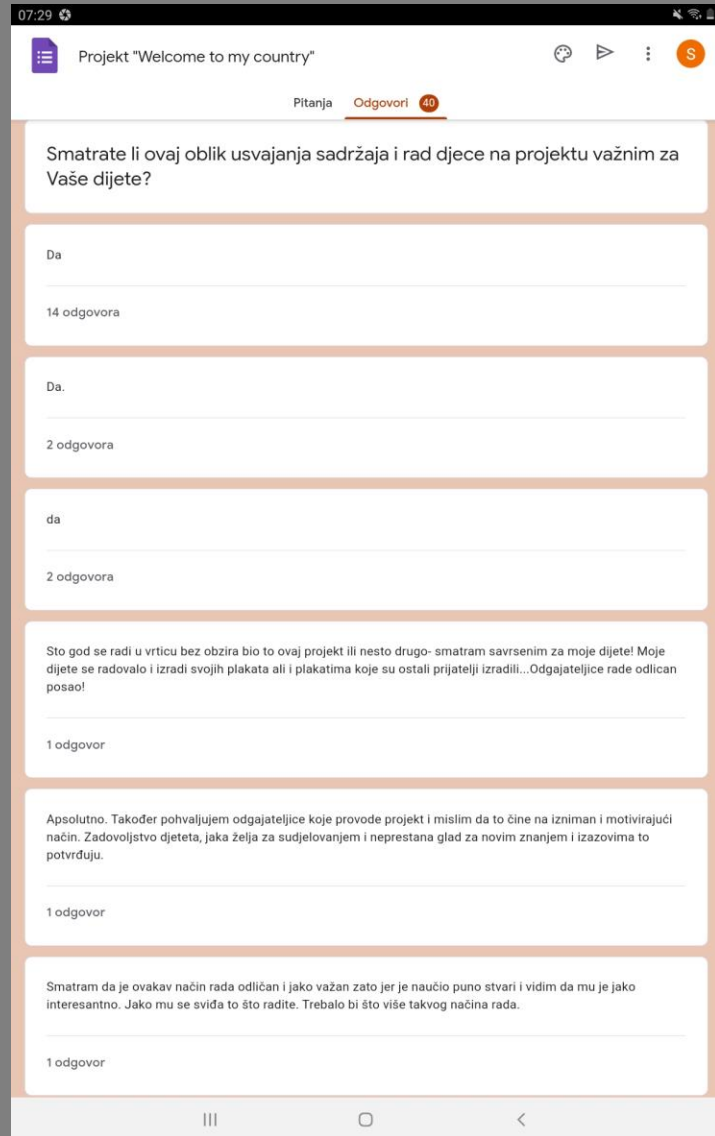 07:29
Projekt "Welcome to my country"
S
Pitanja Odgovori 40
Smatrate li ovaj oblik usvajanja sadržaja i rad djece na projektu važnim za
Vaše dijete?
Da
14 odgovora
Da.
2 odgovora
da
2 odgovora
Sto god se radi u vrticu bez obzira bio to ovaj projekt ili nesto drugo- smatram savrsenim za moje dijete! Moje
dijete se radovalo i izradi svojih plakata ali i plakatima koje su ostali prijatelji izradili...Odgajateljice rade odlican
posao!
1 odgovor
Apsolutno. Također pohvaljujem odgajateljice koje provode projekt i mislim da to čine na izniman i motivirajući
način. Zadovoljstvo djeteta, jaka želja za sudjelovanjem i neprestana glad za novim znanjem i izazovima to
potvrđuju.
1 odgovor
Smatram da je ovakav način rada odličan i jako važan zato jer je naučio puno stvari i vidim da mu je jako
interesantno. Jako mu se sviđa to što radite. Trebalo bi što više takvog načina rada.
1 odgovor